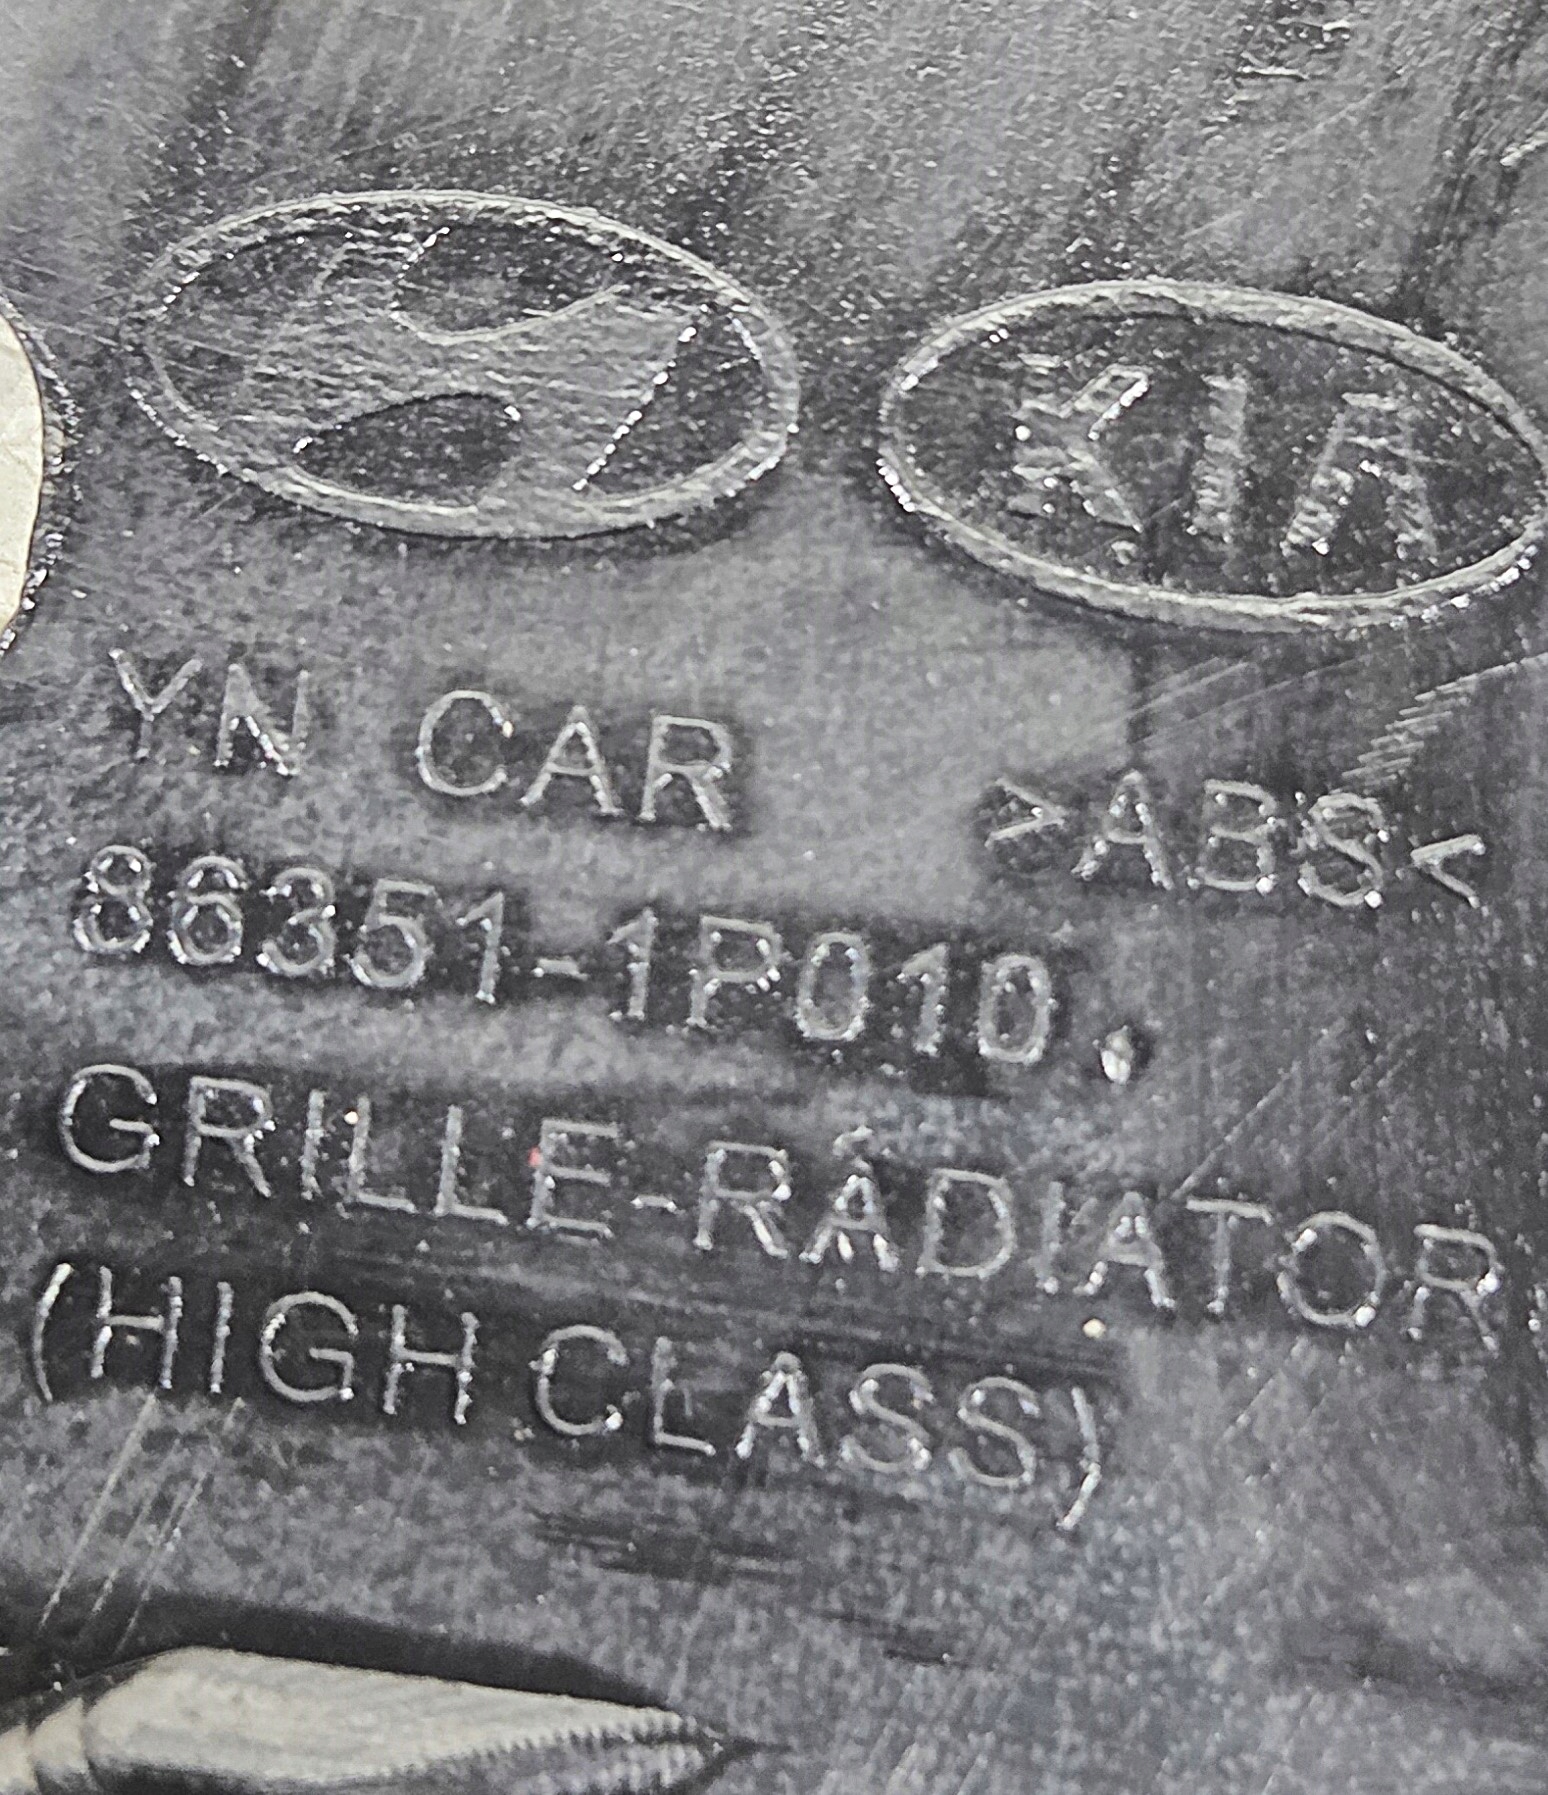 KIA
YN CAR >ABS<
86351-1P010.
GRILLE-RADIATOR
(HIGH CLASS)